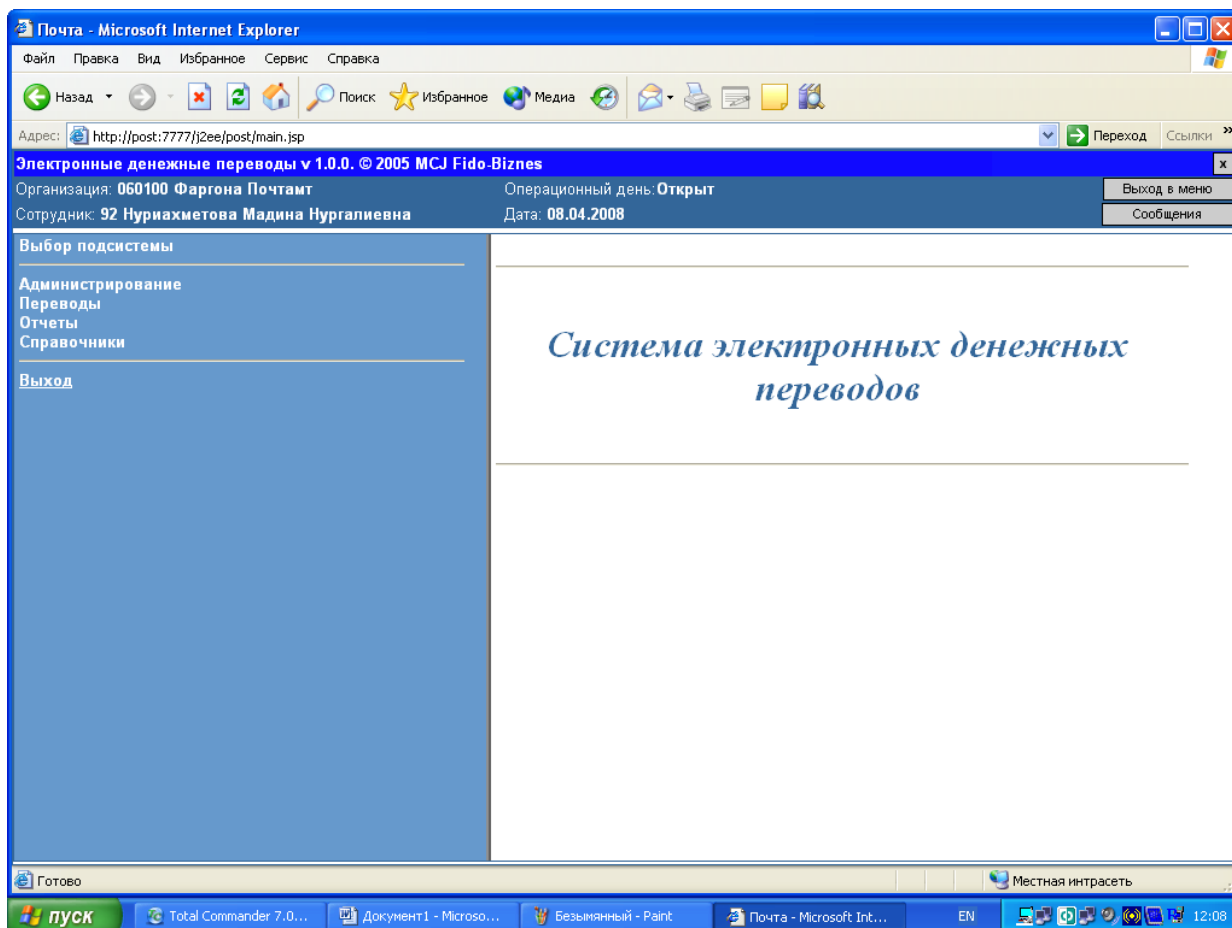 Почта - Microsoft Internet Explorer
Файл Правка Вид Избранное Сервис Справка
Назад Поиск Избранное Медиа
Адрес: http://post:7777/j2ee/post/main.jsp Переход Ссылки »
Электронные денежные переводы v 1.0.0. © 2005 MCJ Fido-Biznes x
Организация: 060100 Фаргона Почтамт Операционный день:Открыт Выход в меню
Сотрудник: 92 Нуриахметова Мадина Нургалиевна Дата: 08.04.2008 Сообщения
Выбор подсистемы
Администрирование
Переводы
Отчеты
Справочники
Выход
Система электронных денежных
переводов
Готово Местная интрасеть
пуск Total Commander 7.0... Документ1 - Microso... Безымянный - Paint Почта - Microsoft Int... EN 12:08